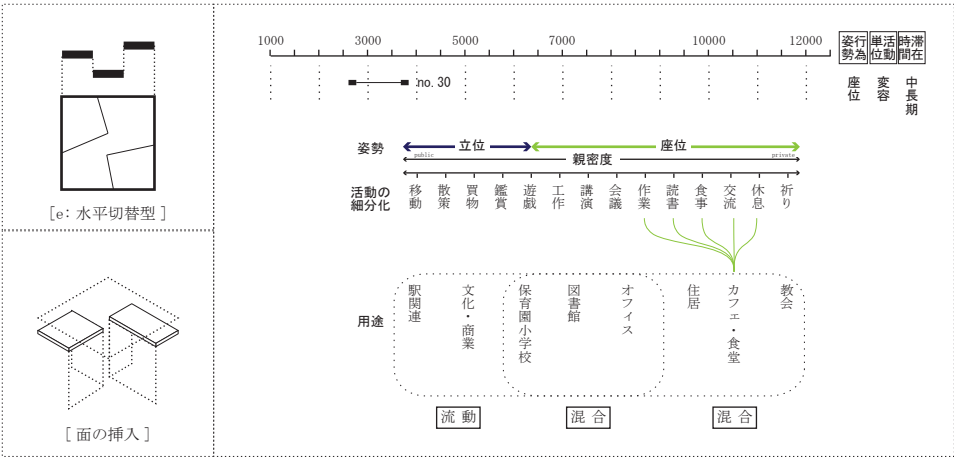 1000 3000 5000 7000 10000 12000
姿勢 行為
単位 活動
時間 滞在
no. 30
座位
変容
中長期
[e: 水平切替型 ]
[ 面の挿入 ]
姿勢
立位
座位
public
親密度
private
活動の
細分化
移動
散策
買物
鑑賞
遊戯
工作
講演
会議
作業
読書
食事
交流
休息
祈り
用途
駅関連
文化・商業
保育園小学校
図書館
オフィス
住居
カフェ・食堂
教会
流動
混合
混合